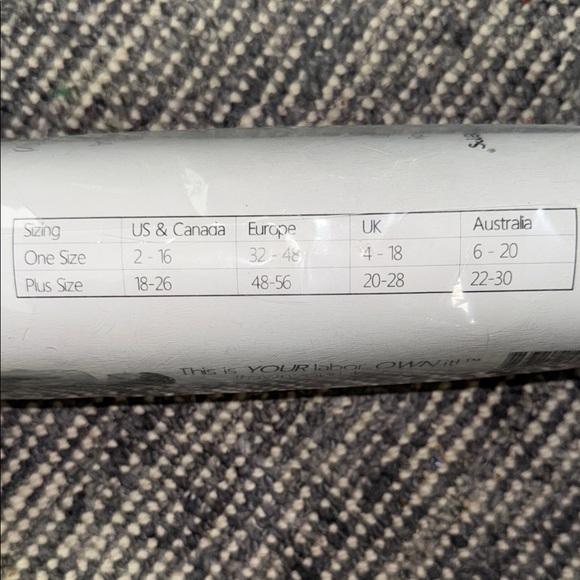 Sizing US & Canada Europe UK Australia
One Size 2 - 16 32 - 48 4 - 18 6 - 20
Plus Size 18-26 48-56 20-28 22-30
This is YOUR labor. OWN it!™